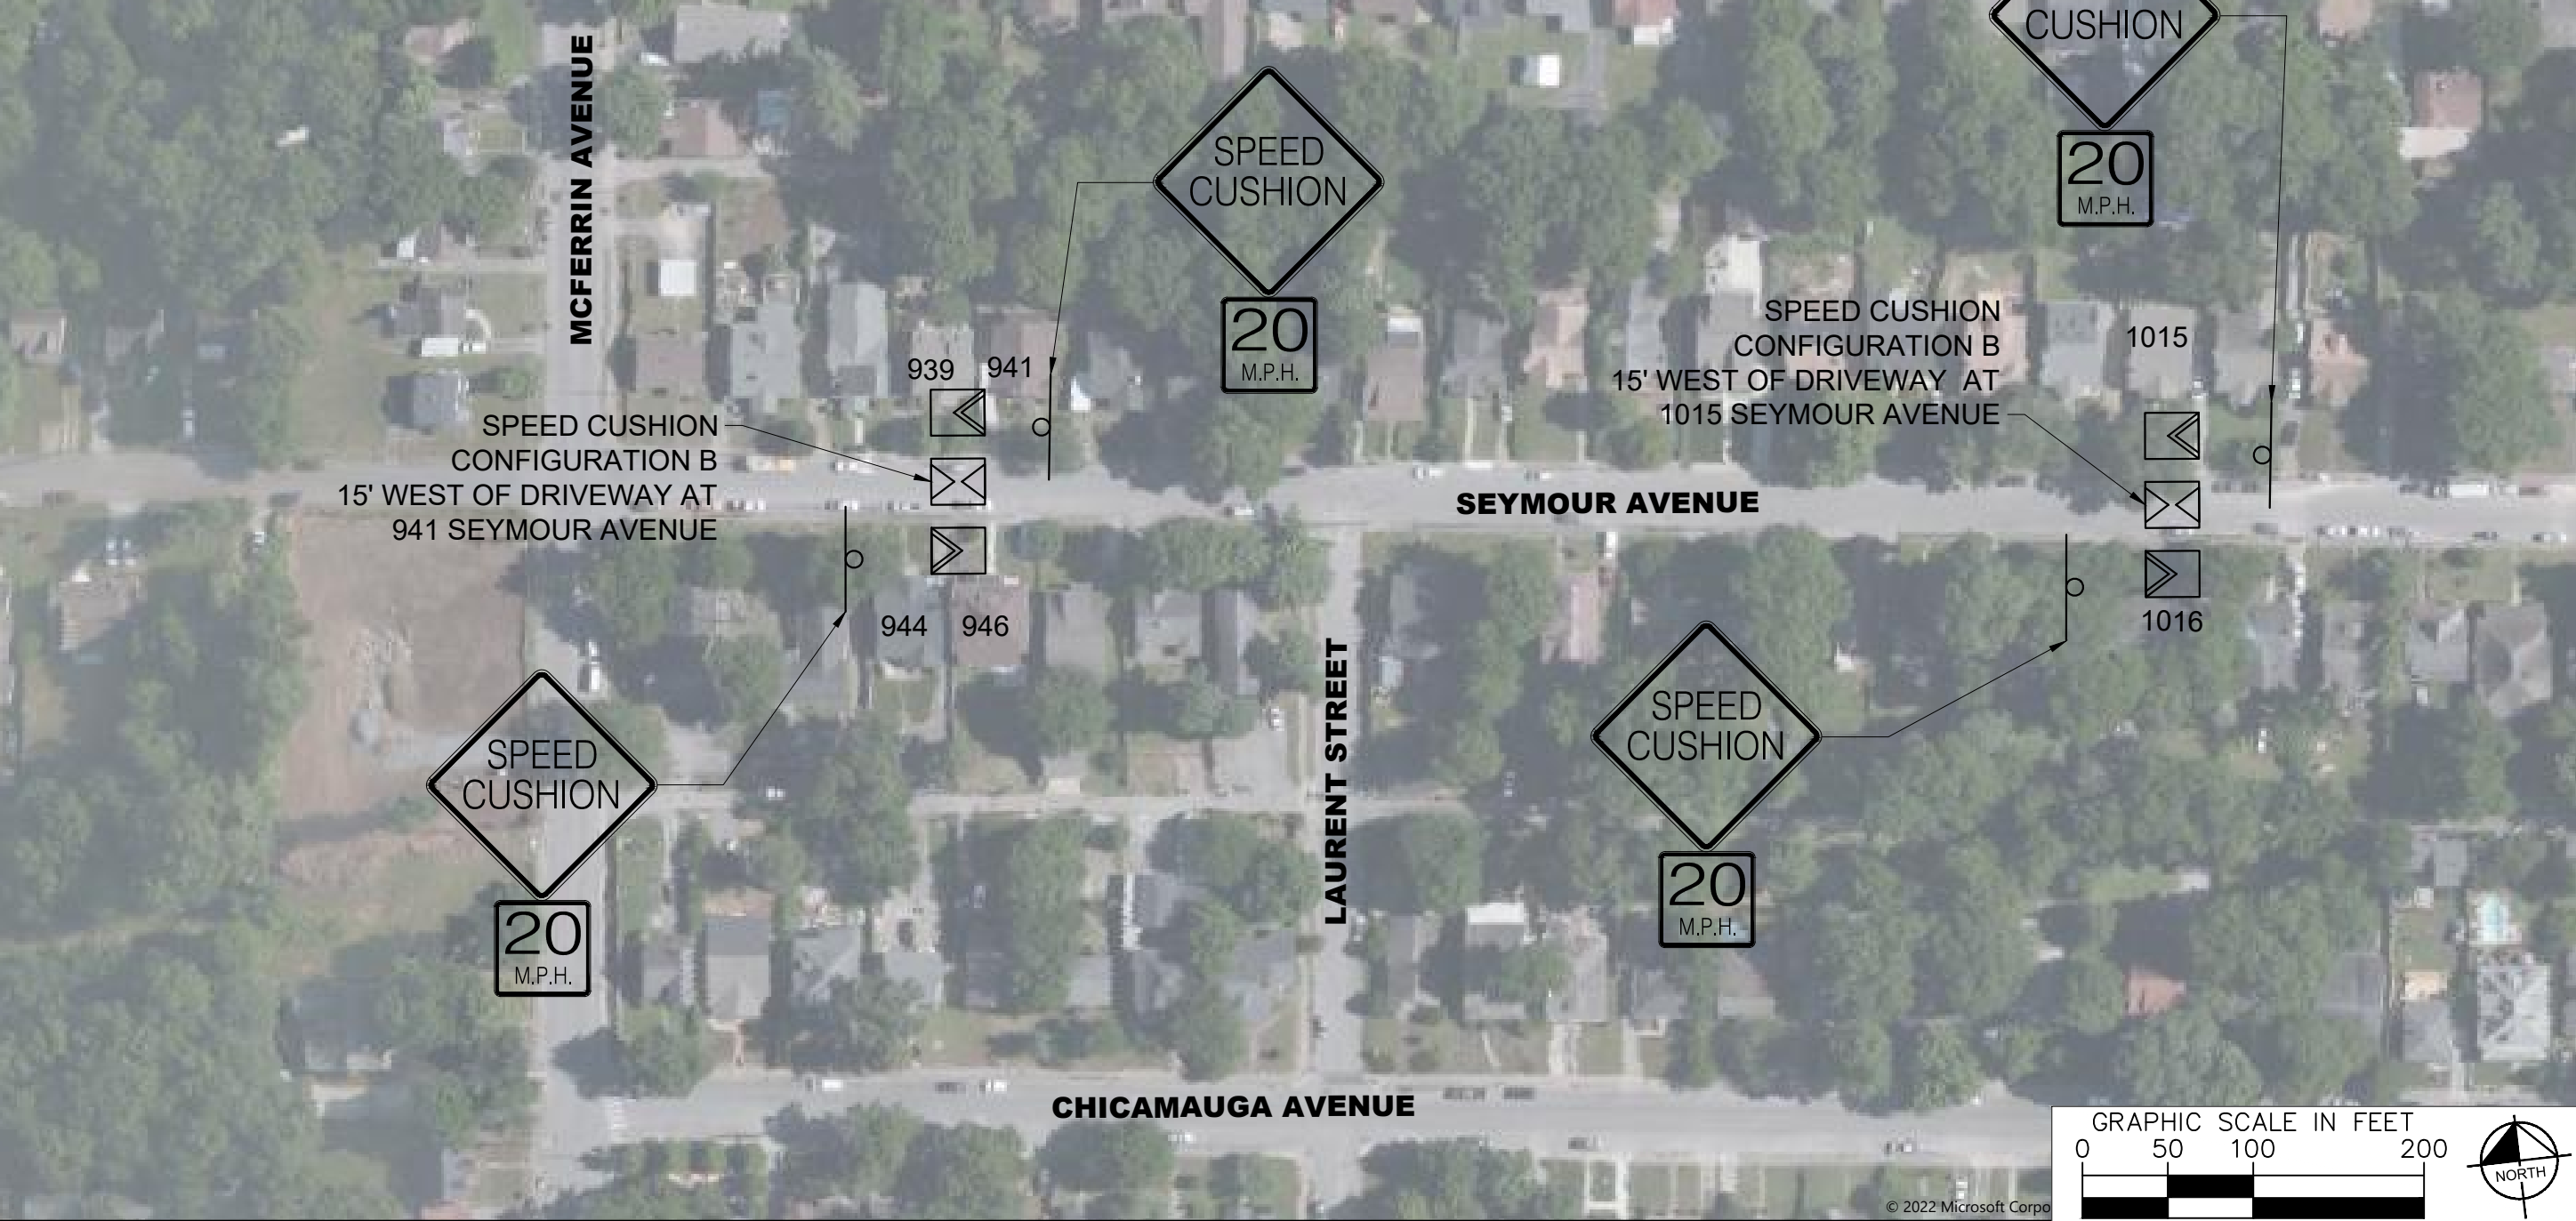 CUSHION
20
M.P.H.
MCFERRIN AVENUE
SPEED
CUSHION
20
M.P.H.
939 941
SPEED CUSHION
CONFIGURATION B
15' WEST OF DRIVEWAY AT
941 SEYMOUR AVENUE
944 946
SPEED CUSHION
CONFIGURATION B
15' WEST OF DRIVEWAY AT
1015 SEYMOUR AVENUE
1015
1016
SEYMOUR AVENUE
SPEED
CUSHION
20
M.P.H.
LAURENT STREET
SPEED
CUSHION
20
M.P.H.
CHICAMAUGA AVENUE
GRAPHIC SCALE IN FEET
0 50 100 200
NORTH
© 2022 Microsoft Corpo